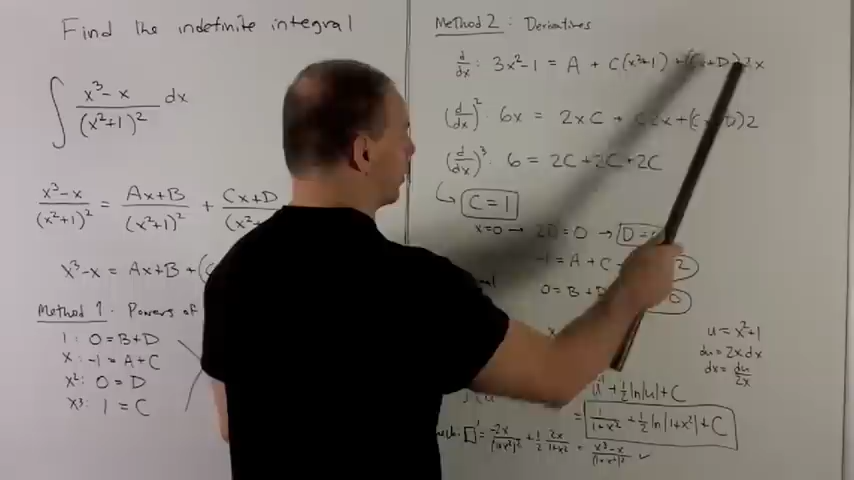 Find the indefinite integral
∫ x³-x / (x²+1)² dx
x³-x / (x²+1)² = Ax+B / (x²+1)² + Cx+D / (x²
x³-x = Ax+B + (
Method 1: Powers of
1: 0=B+D
x: -1=A+C
x²: 0=D
x³: 1=C
Method 2: Derivatives
d/dx: 3x²-1 = A + C(x²+1) + (Cx+D)2x
(d/dx)² 6x = 2xC + C2x+(Cx+D)2
(d/dx)³ 6 = 2C+2C+2C
C=1
x=0 → 2D=0 → D=
-1=A+C
2
0=B+D
0
u=x²+1
du=2xdx
dx=du/2x
u⁻¹+½ln|u|+C
= 1/(1+x²) + ½ ln|1+x²|+C
[]' = -2x/(1+x²)² + ½ 2x/(1+x²) = x³-x/(1+x²)² ✓